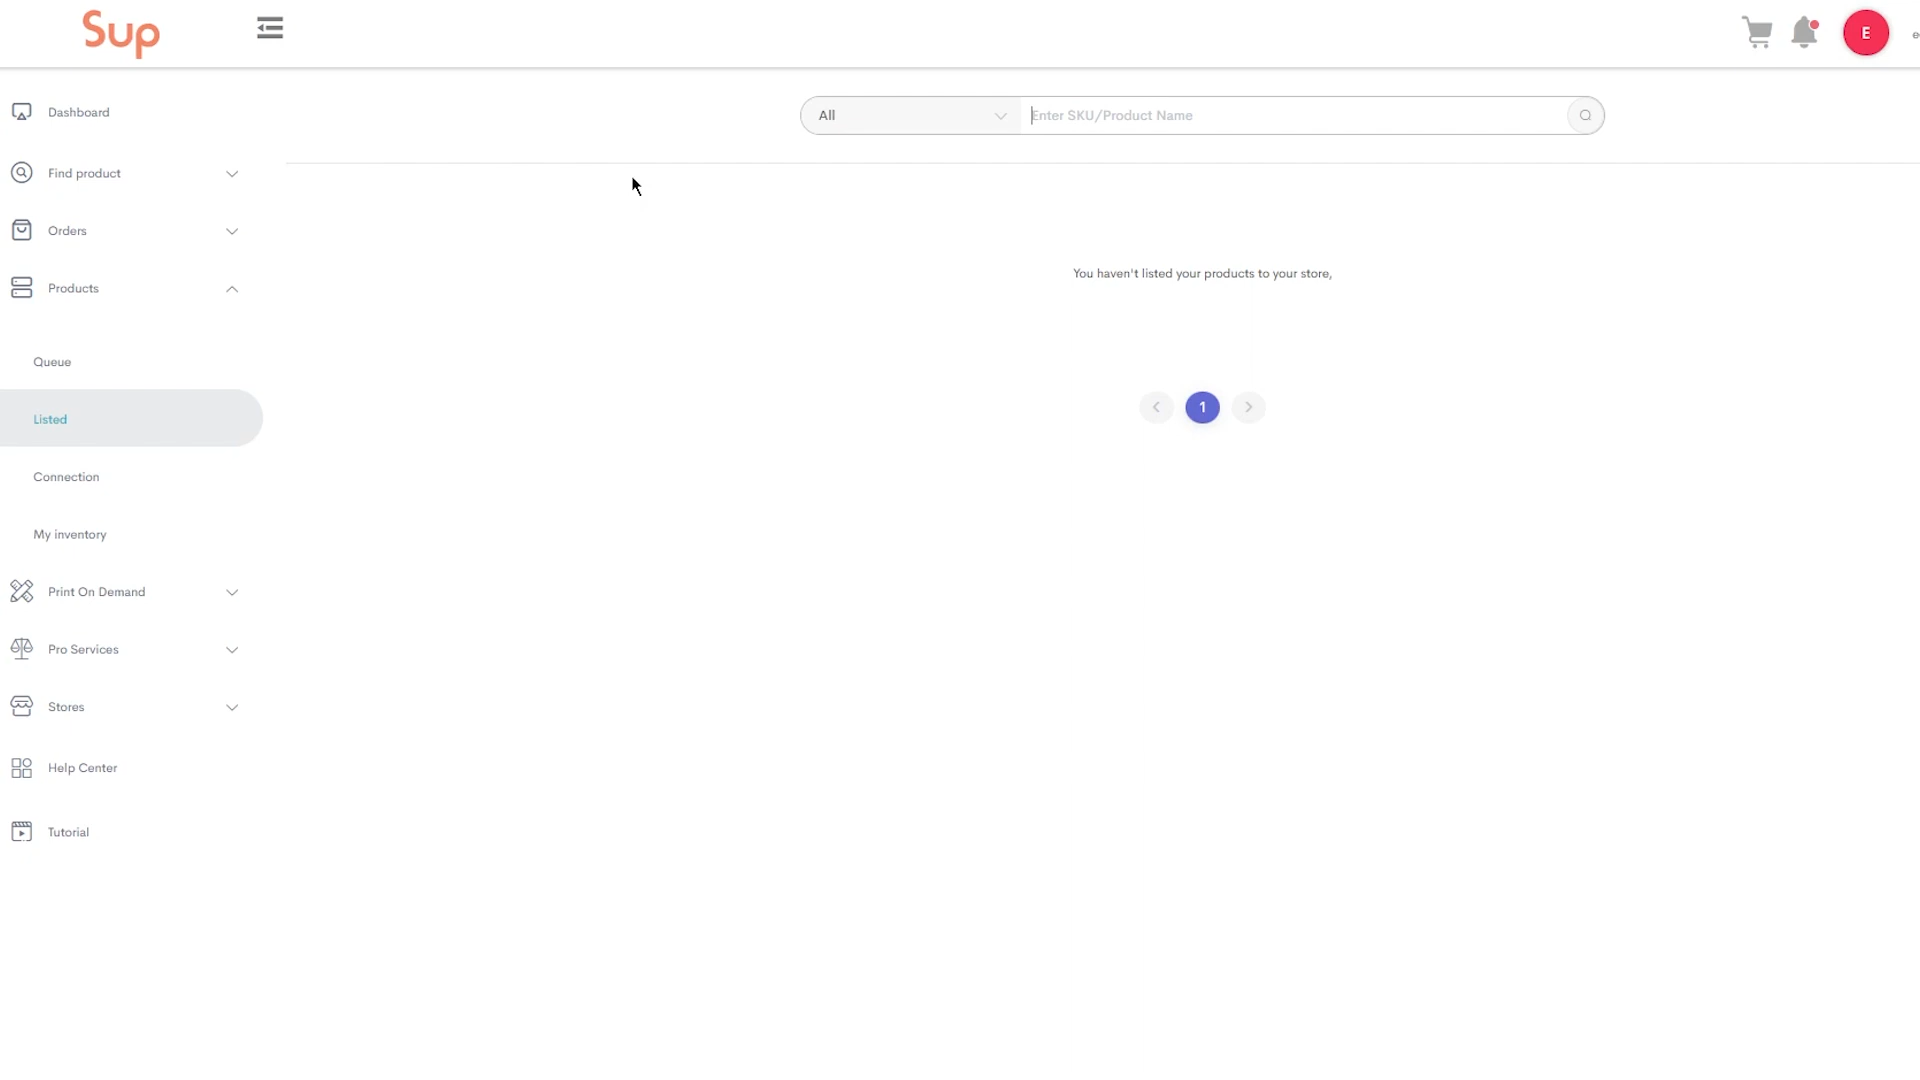 Sup
E
Dashboard
All
Enter SKU/Product Name
Find product
Orders
You haven't listed your products to your store,
Products
Queue
1
Listed
Connection
My inventory
Print On Demand
Pro Services
Stores
Help Center
Tutorial